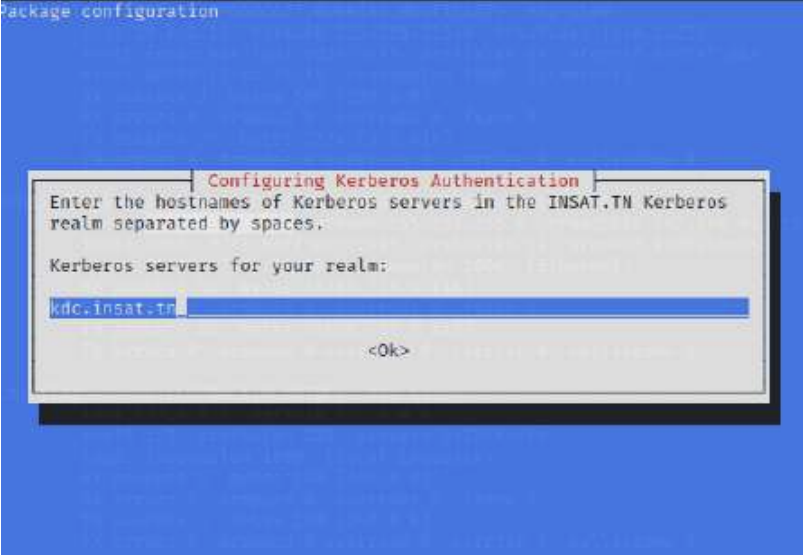 Package configuration
Configuring Kerberos Authentication
Enter the hostnames of Kerberos servers in the INSAT.TN Kerberos
realm separated by spaces.
Kerberos servers for your realm:
kdc.insat.tn
<Ok>